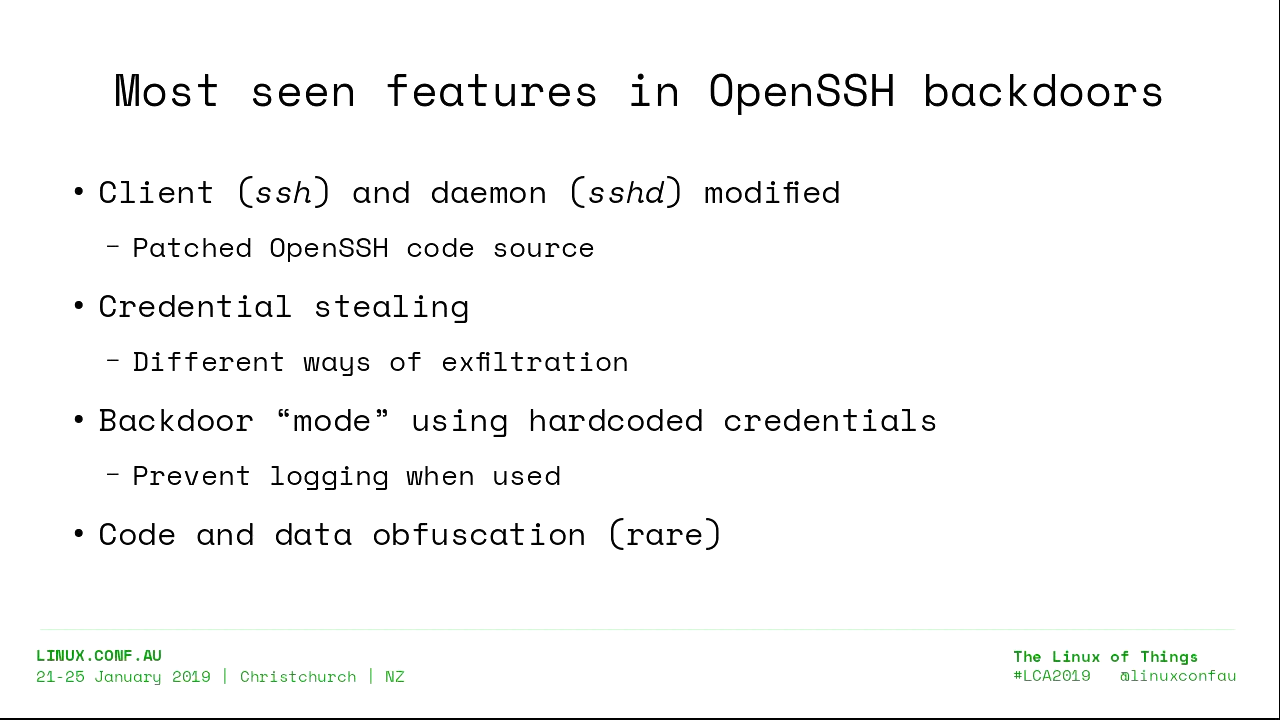 Most seen features in OpenSSH backdoors
• Client (ssh) and daemon (sshd) modified
– Patched OpenSSH code source
• Credential stealing
– Different ways of exfiltration
• Backdoor “mode” using hardcoded credentials
– Prevent logging when used
• Code and data obfuscation (rare)
LINUX.CONF.AU
21-25 January 2019 | Christchurch | NZ
The Linux of Things
#LCA2019 @linuxconfau